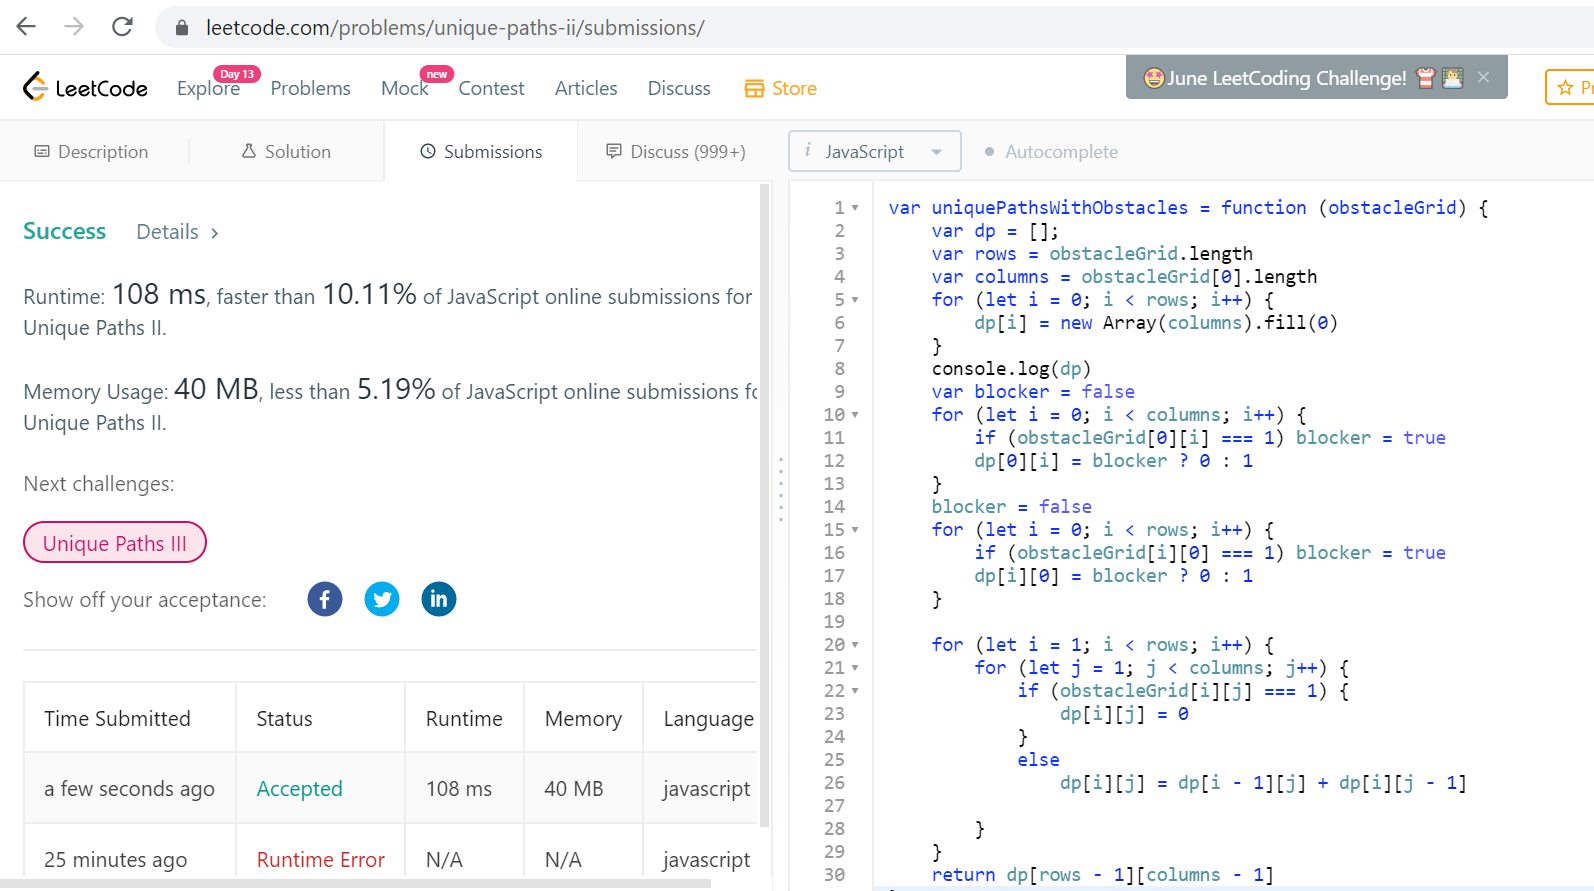 leetcode.com/problems/unique-paths-ii/submissions/
LeetCode Explore Day 13 Problems Mock new Contest Articles Discuss Store
June LeetCoding Challenge!
Description Solution Submissions Discuss (999+)
i JavaScript Autocomplete
Success Details >
Runtime: 108 ms, faster than 10.11% of JavaScript online submissions for
Unique Paths II.
Memory Usage: 40 MB, less than 5.19% of JavaScript online submissions
Unique Paths II.
Next challenges:
Unique Paths III
Show off your acceptance:
Time Submitted Status Runtime Memory Language
a few seconds ago Accepted 108 ms 40 MB javascript
25 minutes ago Runtime Error N/A N/A javascript
1 var uniquePathsWithObstacles = function (obstacleGrid) {
2 var dp = [];
3 var rows = obstacleGrid.length
4 var columns = obstacleGrid[0].length
5 for (let i = 0; i < rows; i++) {
6 dp[i] = new Array(columns).fill(0)
7 }
8 console.log(dp)
9 var blocker = false
10 for (let i = 0; i < columns; i++) {
11 if (obstacleGrid[0][i] === 1) blocker = true
12 dp[0][i] = blocker ? 0 : 1
13 }
14 blocker = false
15 for (let i = 0; i < rows; i++) {
16 if (obstacleGrid[i][0] === 1) blocker = true
17 dp[i][0] = blocker ? 0 : 1
18 }
19
20 for (let i = 1; i < rows; i++) {
21 for (let j = 1; j < columns; j++) {
22 if (obstacleGrid[i][j] === 1) {
23 dp[i][j] = 0
24 }
25 else
26 dp[i][j] = dp[i - 1][j] + dp[i][j - 1]
27
28 }
29 }
30 return dp[rows - 1][columns - 1]